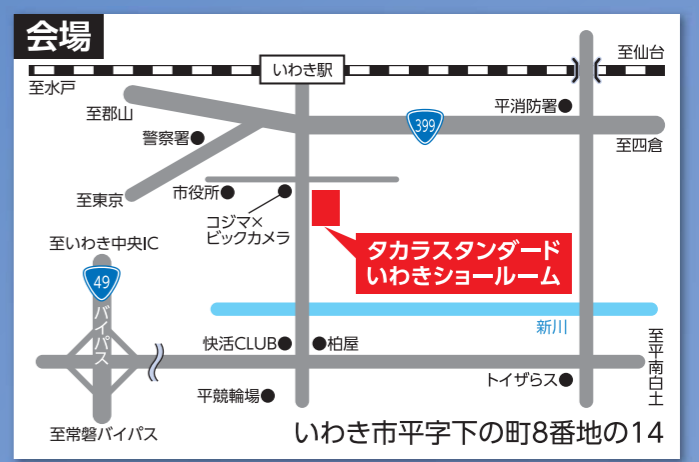 会場
至仙台
いわき駅
至水戸
平消防署
至郡山
399
警察署
至四倉
至東京
市役所
コジマ×
ビックカメラ
至いわき中央IC
タカラスタンダード
いわきショールーム
49
バイパス
新川
快活CLUB
柏屋
至平南白土
トイザらス
平競輪場
至常磐バイパス
いわき市平字下の町8番地の14